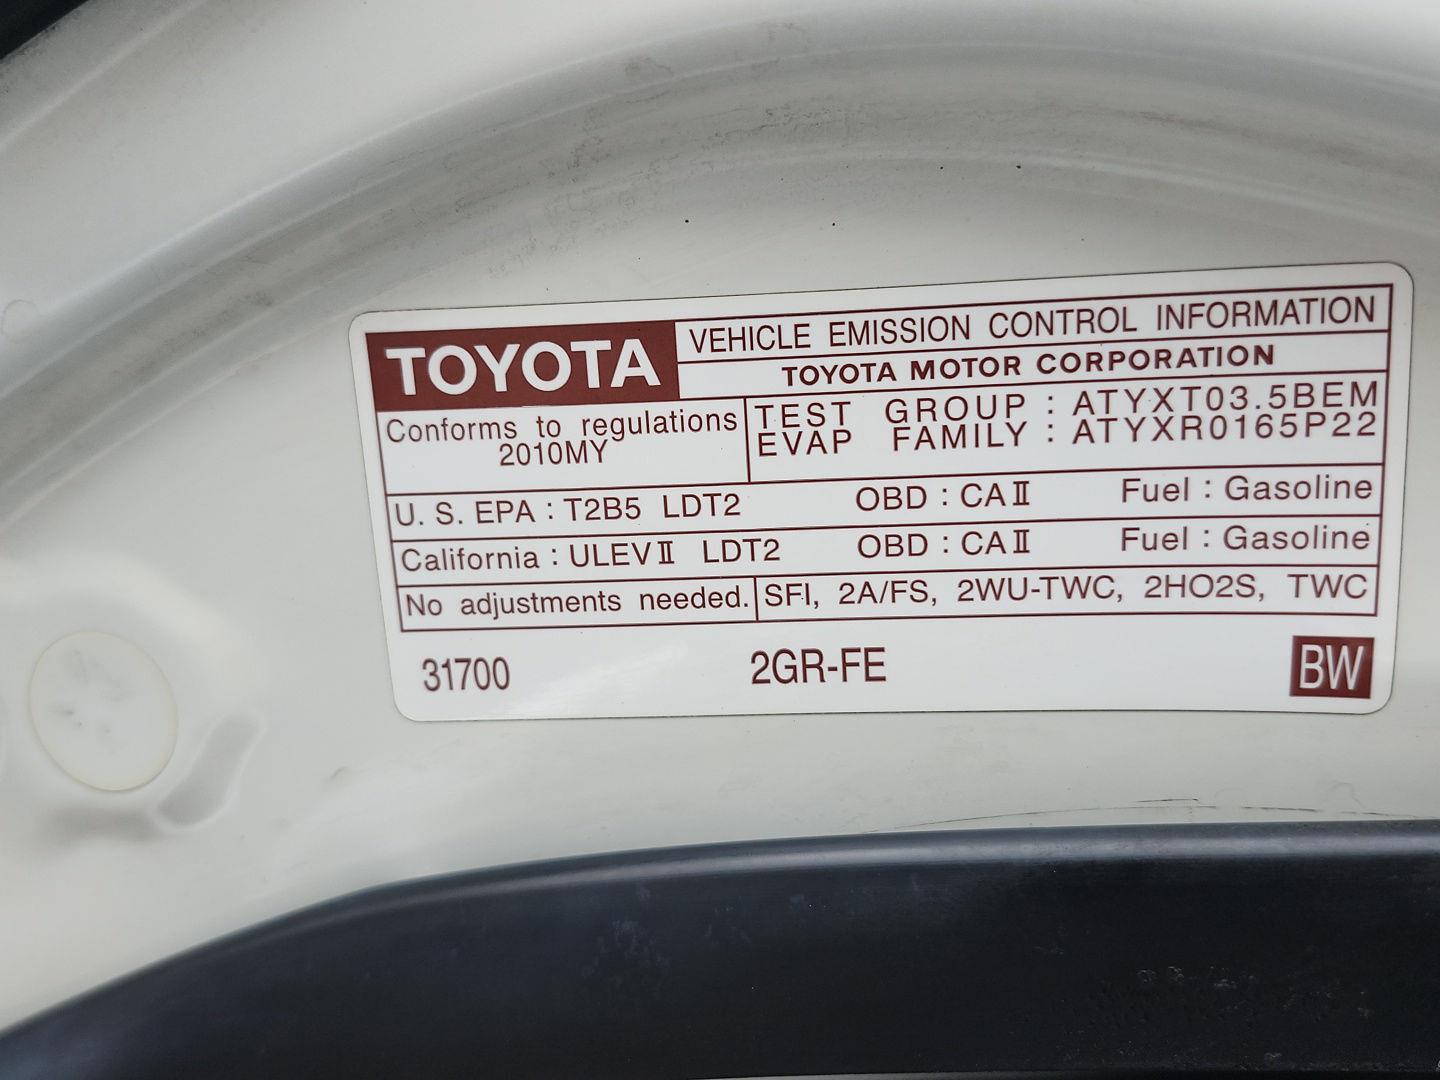 TOYOTA
VEHICLE EMISSION CONTROL INFORMATION
TOYOTA MOTOR CORPORATION
Conforms to regulations
2010MY
TEST GROUP : ATYXT03.5BEM
EVAP FAMILY : ATYXR0165P22
U. S. EPA : T2B5 LDT2 OBD : CAⅡ Fuel : Gasoline
California : ULEVⅡ LDT2 OBD : CAⅡ Fuel : Gasoline
No adjustments needed. SFI, 2A/FS, 2WU-TWC, 2HO2S, TWC
31700 2GR-FE BW